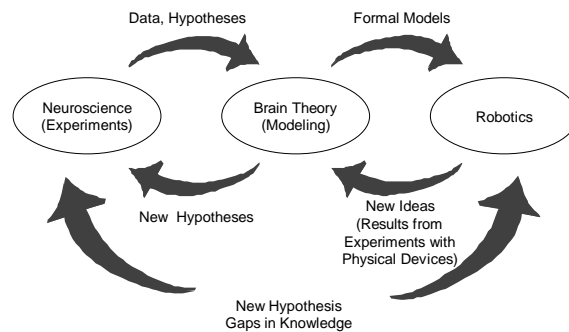 Data, Hypotheses
Formal Models
Neuroscience
(Experiments)
Brain Theory
(Modeling)
Robotics
New Hypotheses
New Ideas
(Results from
Experiments with
Physical Devices)
New Hypothesis
Gaps in Knowledge